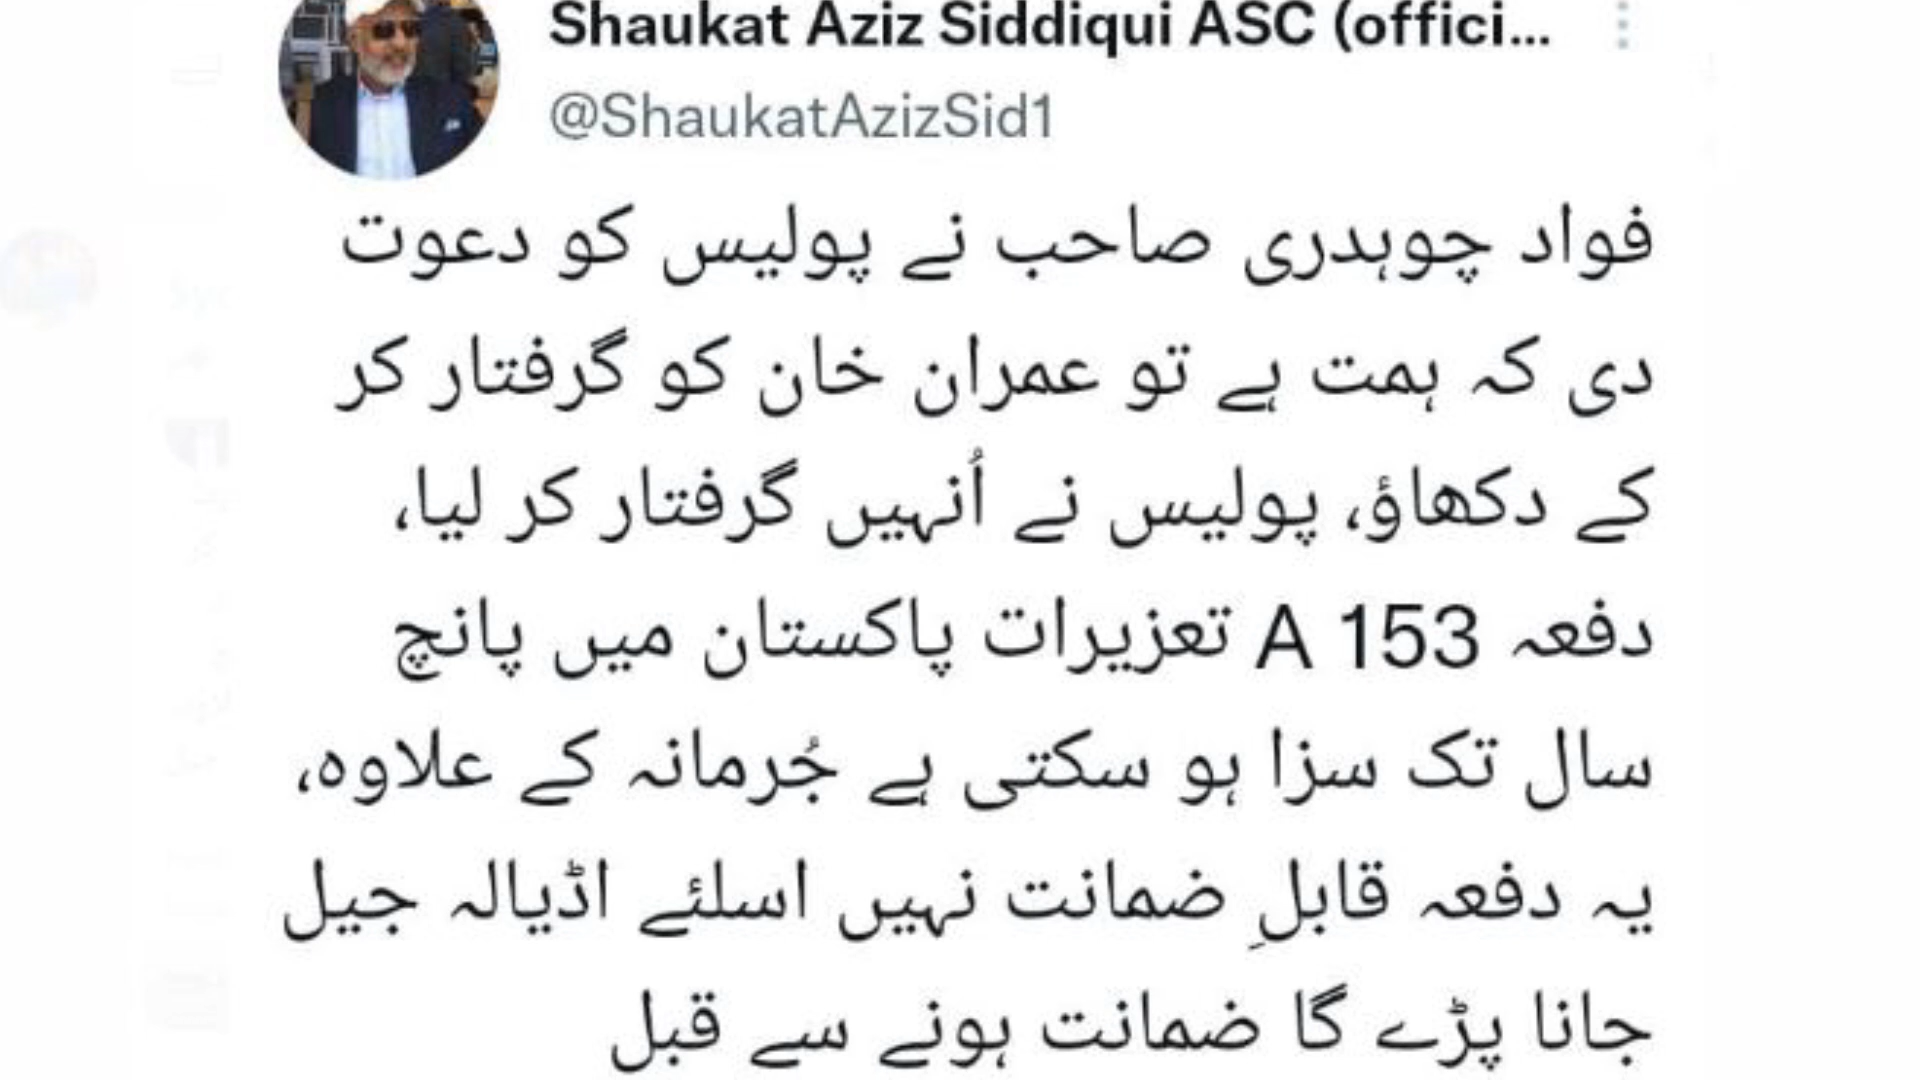 Shaukat Aziz Siddiqui ASC (offici...
@ShaukatAzizSid1
فواد چوہدری صاحب نے پولیس کو دعوت
دی کہ ہمت ہے تو عمران خان کو گرفتار کر
کے دکھاؤ، پولیس نے اُنہیں گرفتار کر لیا،
دفعہ 153 A تعزیرات پاکستان میں پانچ
سال تک سزا ہو سکتی ہے جُرمانہ کے علاوہ،
یہ دفعہ قابلِ ضمانت نہیں اسلئے اڈیالہ جیل
جانا پڑے گا ضمانت ہونے سے قبل